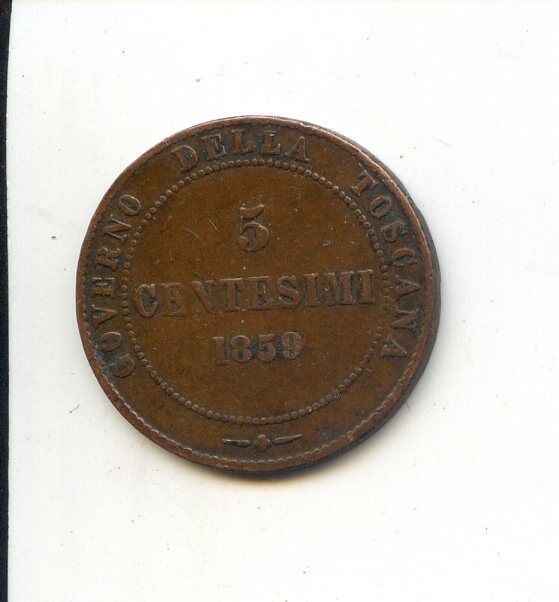 GOVERNO DELLA TOSCANA
5
CENTESIMI
1859